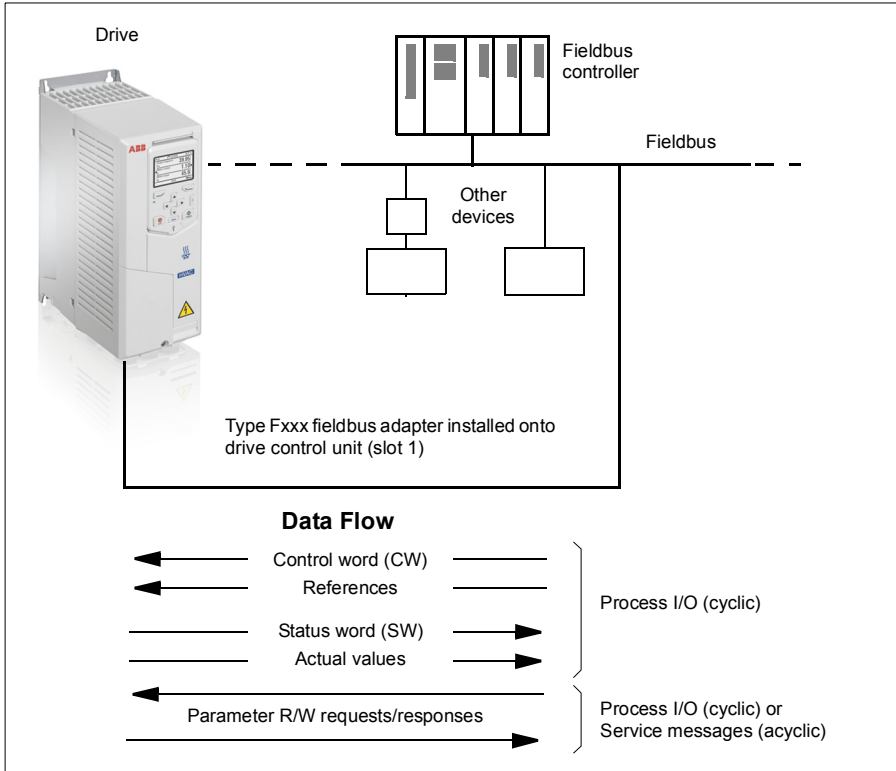 Drive
Fieldbus
controller
Fieldbus
Other
devices
ABB
HVAC
Type Fxxx fieldbus adapter installed onto
drive control unit (slot 1)
Data Flow
Control word (CW)
References
Process I/O (cyclic)
Status word (SW)
Actual values
Parameter R/W requests/responses
Process I/O (cyclic) or
Service messages (acyclic)